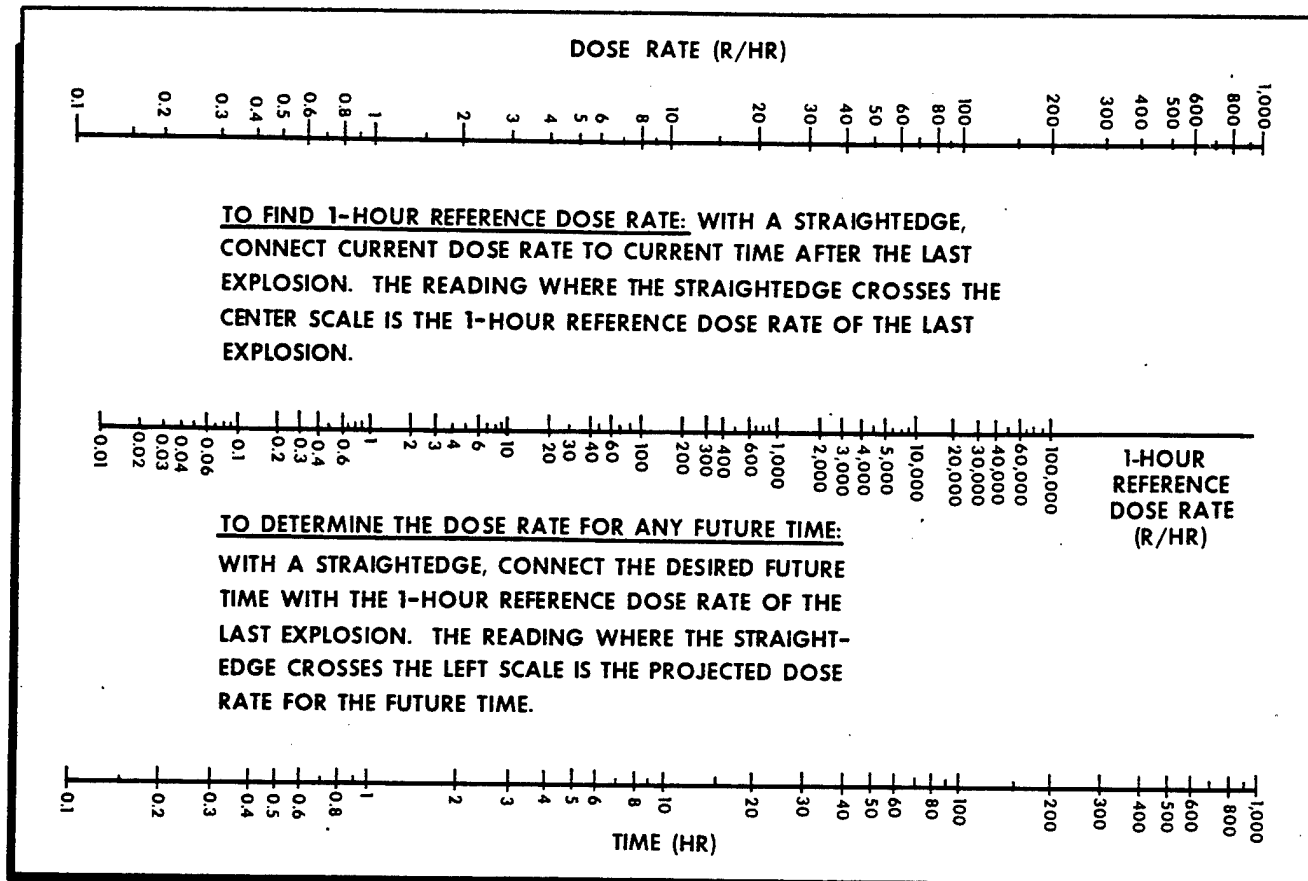 DOSE RATE (R/HR)
0.1 0.2 0.3 0.4 0.5 0.6 0.8 1 2 3 4 5 6 8 10 20 30 40 50 60 80 100 200 300 400 500 600 800 1,000
TO FIND 1-HOUR REFERENCE DOSE RATE: WITH A STRAIGHTEDGE,
CONNECT CURRENT DOSE RATE TO CURRENT TIME AFTER THE LAST
EXPLOSION. THE READING WHERE THE STRAIGHTEDGE CROSSES THE
CENTER SCALE IS THE 1-HOUR REFERENCE DOSE RATE OF THE LAST
EXPLOSION.
0.01 0.02 0.03 0.04 0.06 0.1 0.2 0.3 0.4 0.6 1 2 3 4 6 10 20 30 40 60 100 200 300 400 600 1,000 2,000 3,000 4,000 5,000 10,000 20,000 30,000 40,000 60,000 100,000
1-HOUR
REFERENCE
DOSE RATE
(R/HR)
TO DETERMINE THE DOSE RATE FOR ANY FUTURE TIME:
WITH A STRAIGHTEDGE, CONNECT THE DESIRED FUTURE
TIME WITH THE 1-HOUR REFERENCE DOSE RATE OF THE
LAST EXPLOSION. THE READING WHERE THE STRAIGHT-
EDGE CROSSES THE LEFT SCALE IS THE PROJECTED DOSE
RATE FOR THE FUTURE TIME.
0.1 0.2 0.3 0.4 0.5 0.6 0.8 1 2 3 4 5 6 8 10 20 30 40 50 60 80 100 200 300 400 500 600 800 1,000
TIME (HR)